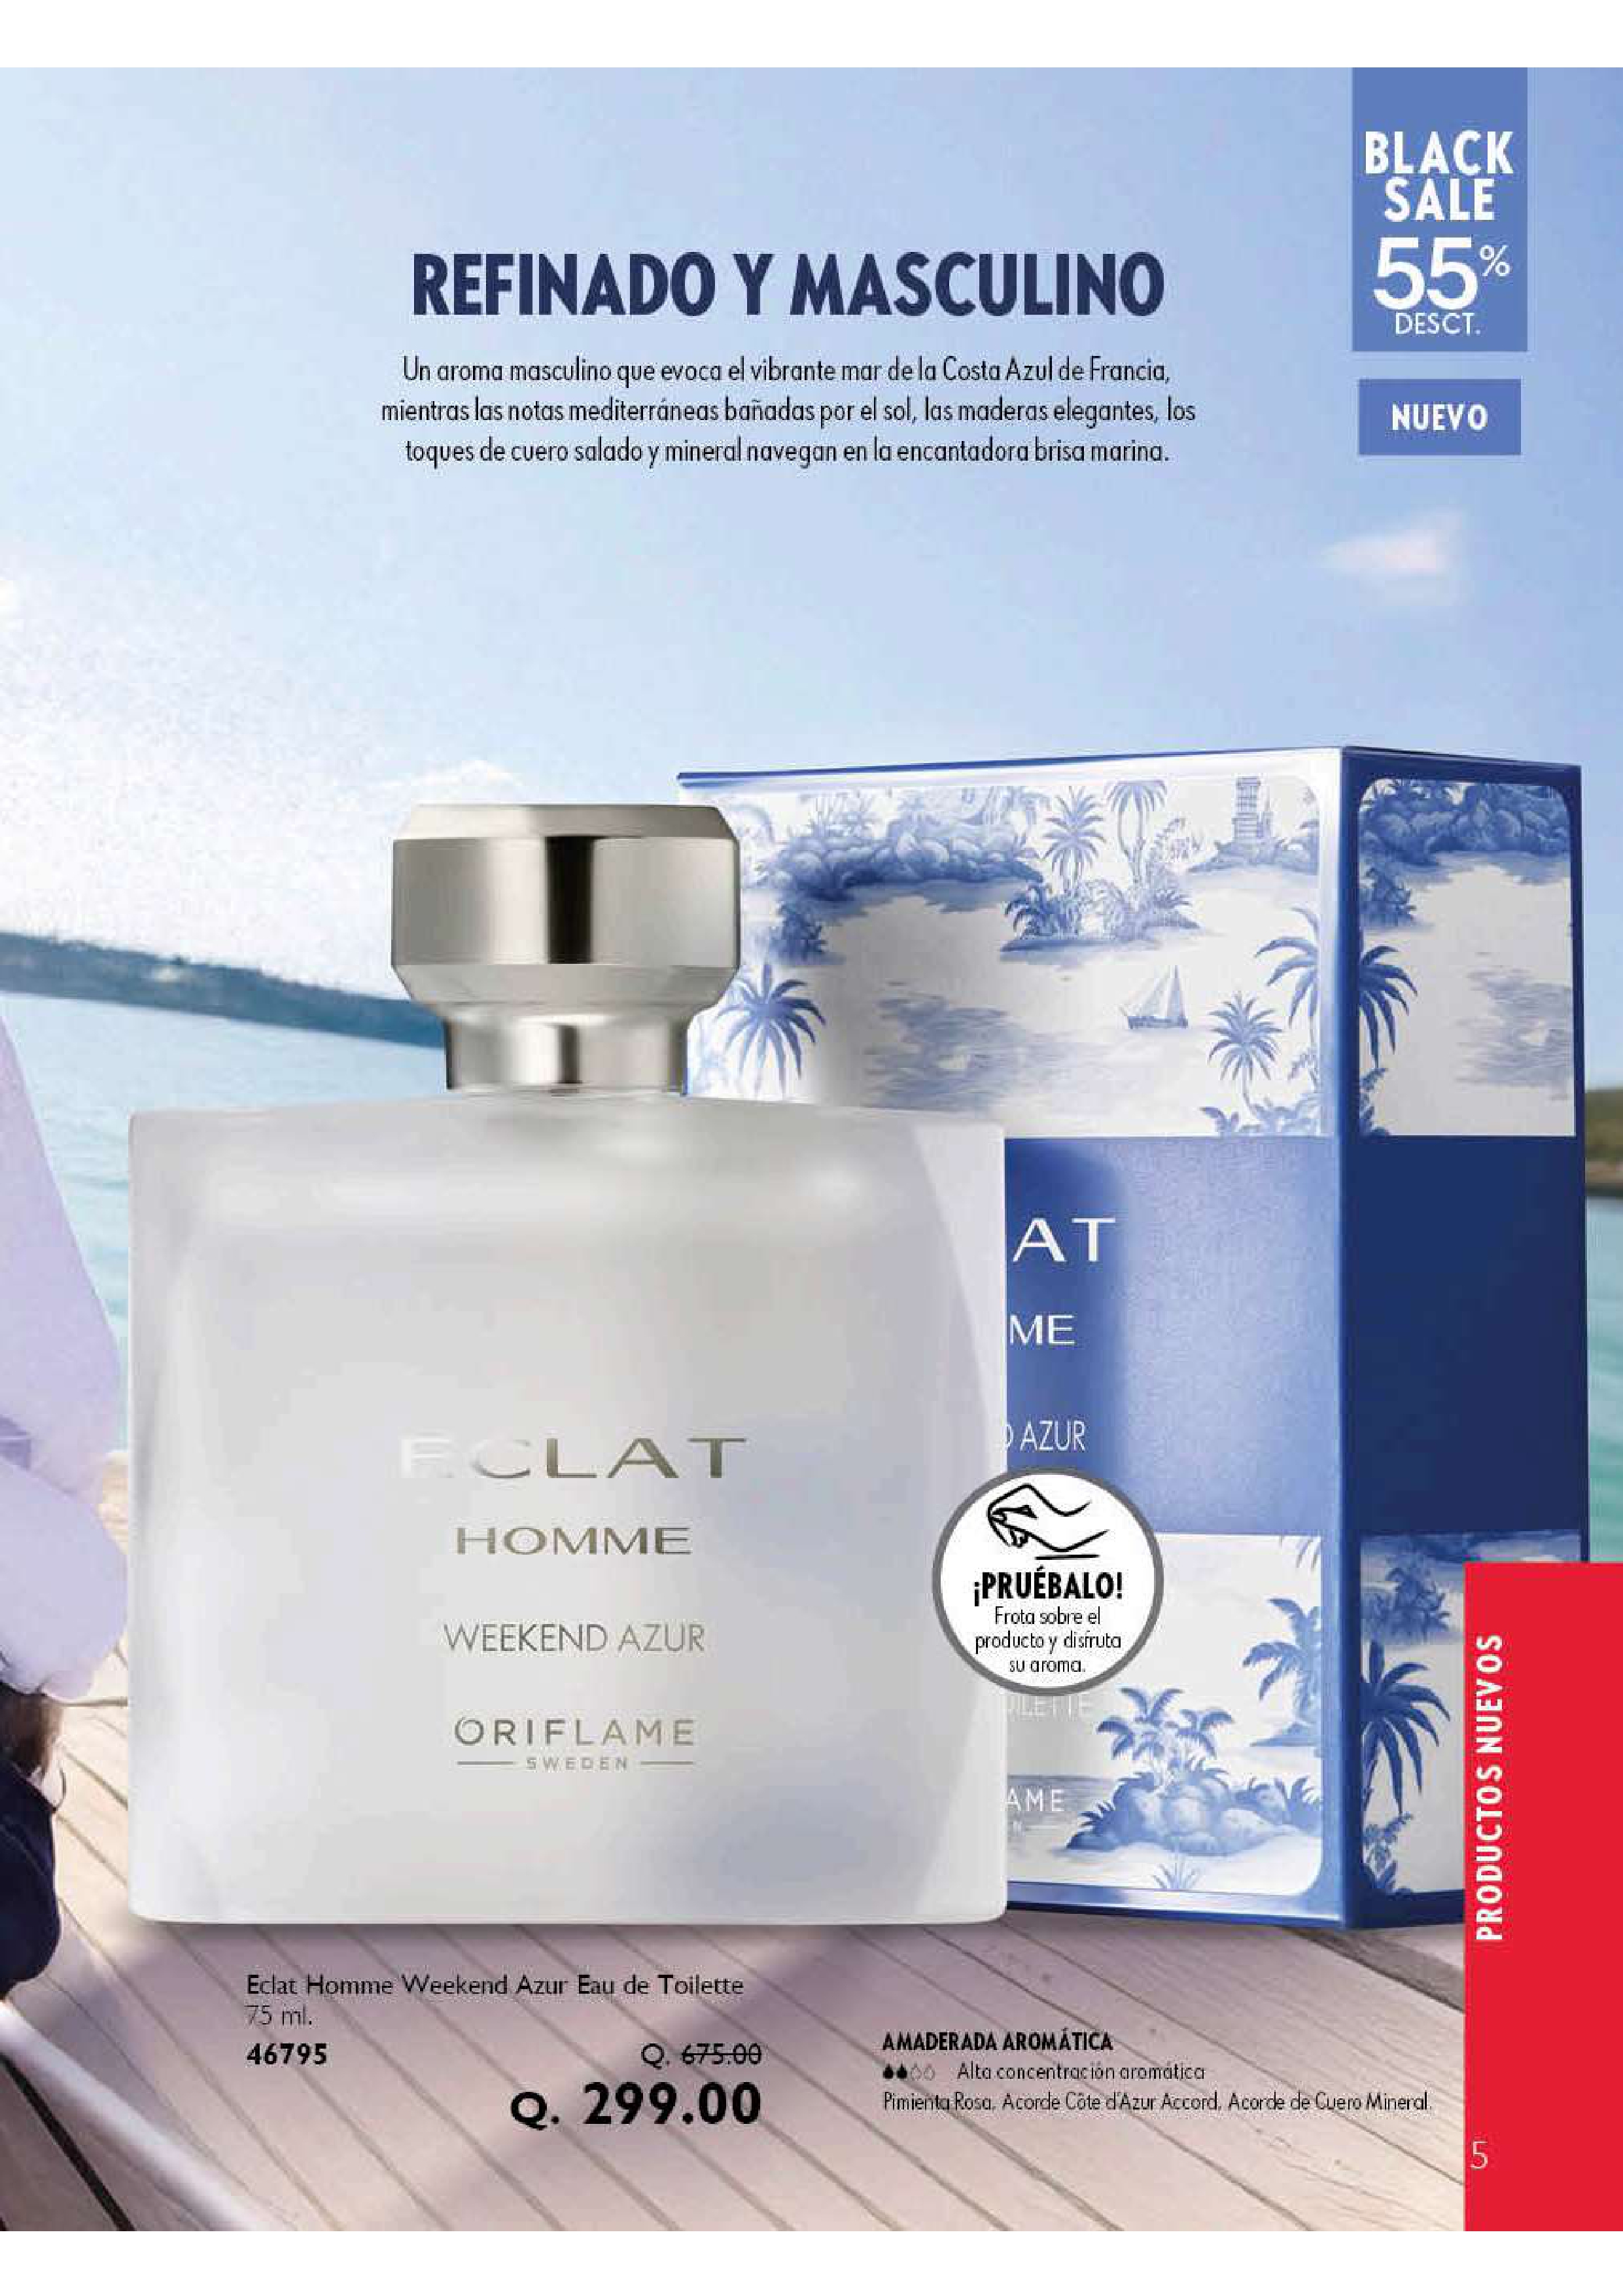 BLACK
SALE
55%
DESCT.
NUEVO
REFINADO Y MASCULINO
Un aroma masculino que evoca el vibrante mar de la Costa Azul de Francia,
mientras las notas mediterráneas bañadas por el sol, las maderas elegantes, los
toques de cuero salado y mineral navegan en la encantadora brisa marina.
AT
ME
D AZUR
ECLAT
HOMME
WEEKEND AZUR
ORIFLAME
SWEDEN
¡PRUÉBALO!
Frota sobre el
producto y disfruta
su aroma.
OILETTE
AME
N
PRODUCTOS NUEVOS
Eclat Homme Weekend Azur Eau de Toilette
75 ml.
46795
Q. 675.00
Q. 299.00
AMADERADA AROMÁTICA
Alta concentración aromática
Pimienta Rosa, Acorde Côte d'Azur Accord, Acorde de Cuero Mineral.
5